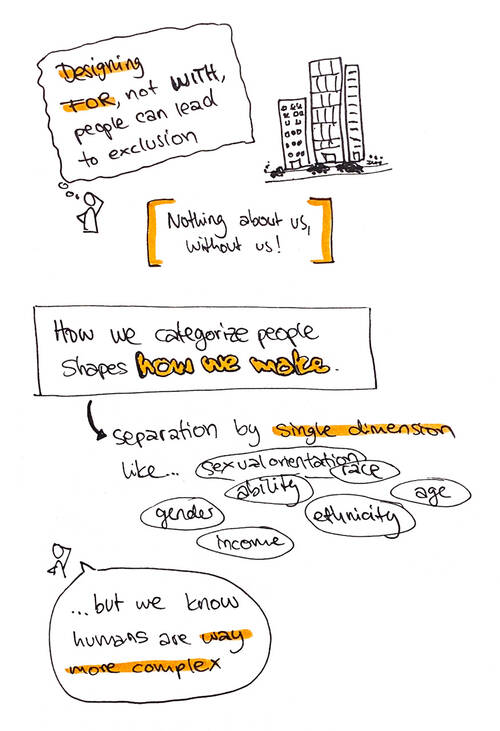 Designing
FOR, not WITH,
people can lead
to exclusion
Nothing about us,
without us!
How we categorize people
shapes how we make.
separation by single dimension
like... sexual orientation
race
ability
age
gender
ethnicity
income
...but we know
humans are way
more complex